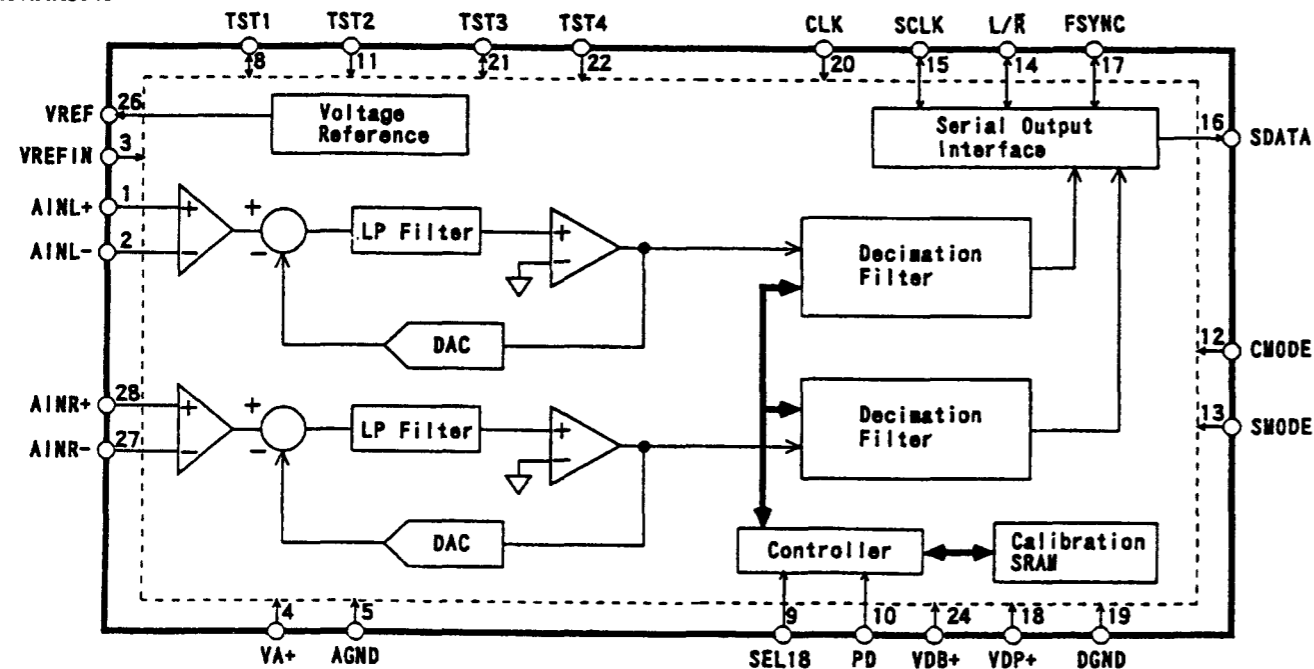 TST1 TST2 TST3 TST4 CLK SCLK L/R̄ FSYNC
8 11 21 22 20 15 14 17
VREF 26
Voltage
Reference
Serial Output
Interface
16 SDATA
VREFIN 3
AINL+ 1
+
+
LP Filter
+
AINL- 2
-
-
-
Decimation
Filter
DAC
12 CMODE
AINR+ 28
+
+
LP Filter
+
AINR- 27
-
-
-
Decimation
Filter
13 SMODE
DAC
Controller
Calibration
SRAM
4 5 9 10 24 18 19
VA+ AGND SEL18 PD VDB+ VDP+ DGND